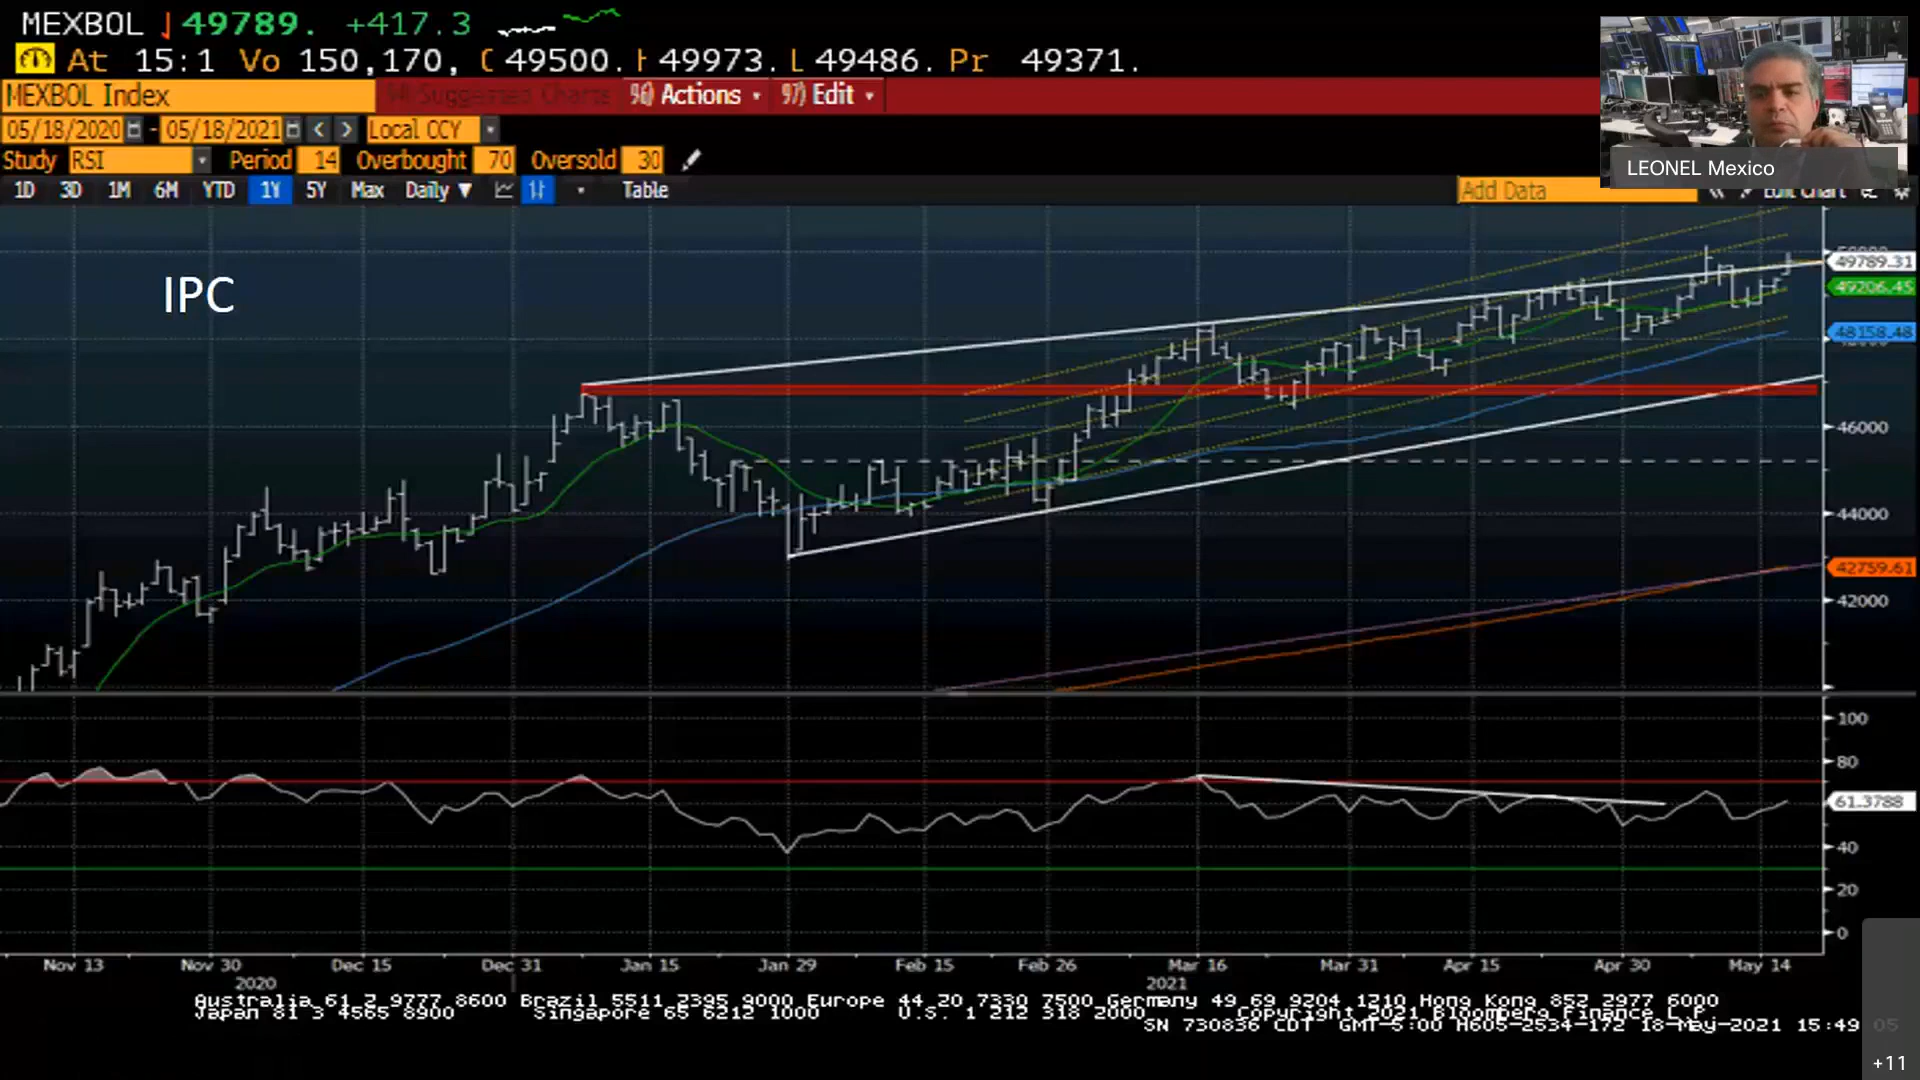 MEXBOL 49789. +417.3
At 15:1 Vo 150,170, 49500. H 49973. L 49486. Pr 49371.
MEXBOL Index 96) Actions 97) Edit
05/18/2020 - 05/18/2021 < > Local CCY
Study RSI Period 14 Overbought 70 Oversold 30
1D 3D 1M 6M YTD 1Y 5Y Max Daily Table Add Data Edit Chart
LEONEL Mexico
IPC
49789.31
49206.45
48158.48
46000
44000
42759.61
42000
100
80
61.3788
40
20
0
Nov 13 Nov 30 Dec 15 Dec 31 Jan 15 Jan 29 Feb 15 Feb 26 Mar 16 Mar 31 Apr 15 Apr 30 May 14
2020 2021
Australia 61 2 9777 8600 Brazil 5511 2395 9000 Europe 44 20 7330 7500 Germany 49 69 9204 1210 Hong Kong 852 2977 6000
Japan 81 3 4565 8900 Singapore 65 6212 1000 U.S. 1 212 318 2000 Copyright 2021 Bloomberg Finance L.P.
SN 730836 CDT GMT-5:00 H605-2534-172 18-May-2021 15:49:05
+11